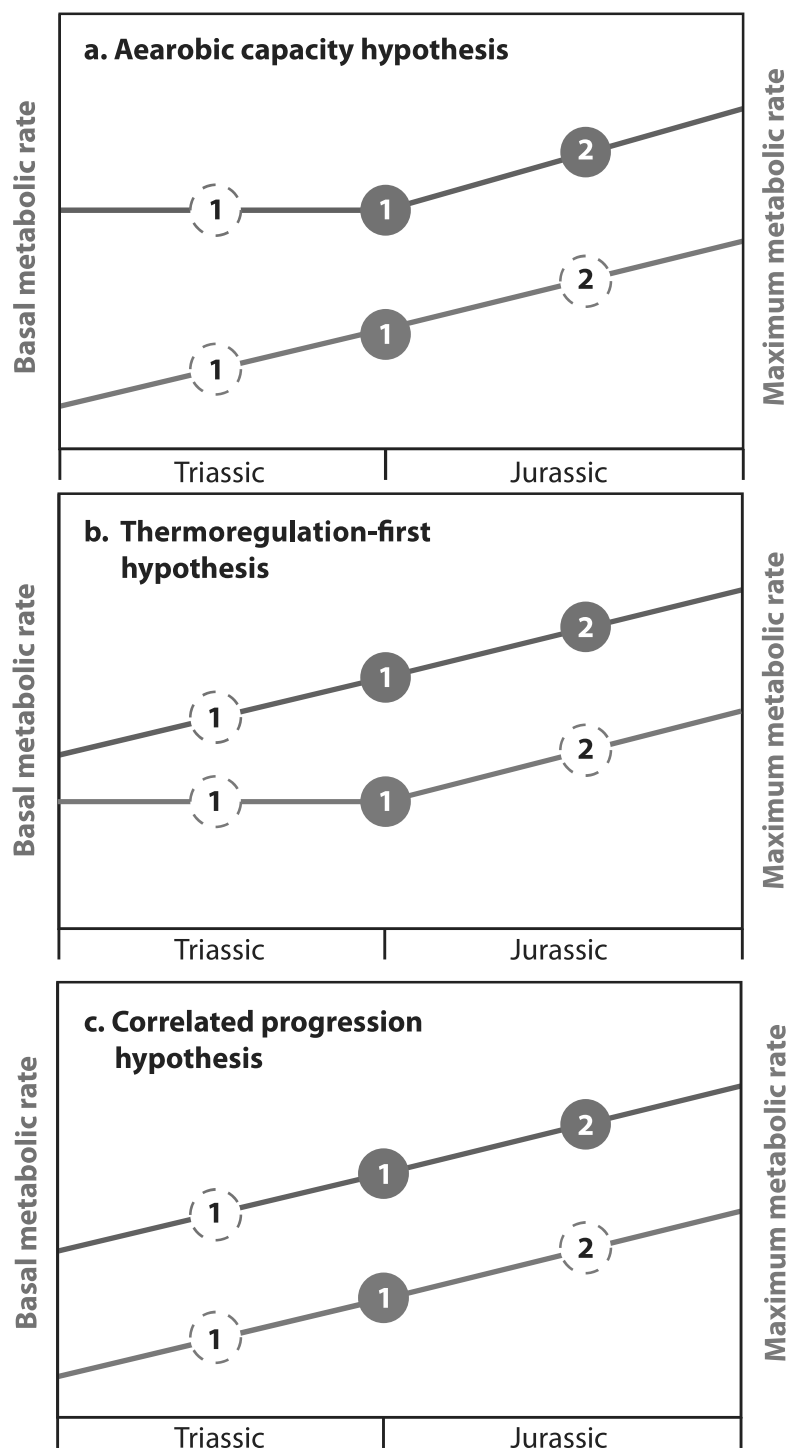 a. Aearobic capacity hypothesis
Basal metabolic rate
Maximum metabolic rate
2
1
1
2
1
1
Triassic
Jurassic
b. Thermoregulation-first
hypothesis
Basal metabolic rate
Maximum metabolic rate
2
1
1
2
1
1
Triassic
Jurassic
c. Correlated progression
hypothesis
Basal metabolic rate
Maximum metabolic rate
2
1
1
2
1
1
Triassic
Jurassic